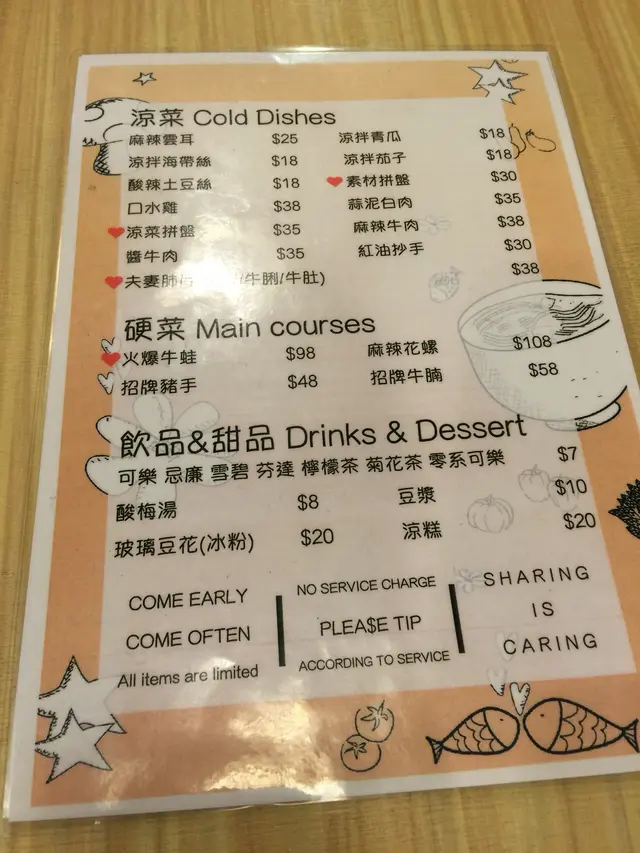 涼菜 Cold Dishes
麻辣雲耳 $25 涼拌青瓜 $18
涼拌海帶絲 $18 涼拌茄子 $18
酸辣土豆絲 $18 素材拼盤 $30
口水雞 $38 蒜泥白肉 $35
涼菜拼盤 $35 麻辣牛肉 $38
醬牛肉 $35 紅油抄手 $30
夫妻肺 /牛脷/牛肚) $38
硬菜 Main courses
火爆牛蛙 $98 麻辣花螺 $108
招牌豬手 $48 招牌牛腩 $58
飲品&甜品 Drinks & Dessert
可樂 忌廉 雪碧 芬達 檸檬茶 菊花茶 零系可樂 $7
酸梅湯 $8 豆漿 $10
玻璃豆花(冰粉) $20 涼糕 $20
COME EARLY
COME OFTEN
All items are limited
NO SERVICE CHARGE
PLEA$E TIP
ACCORDING TO SERVICE
SHARING
IS
CARING